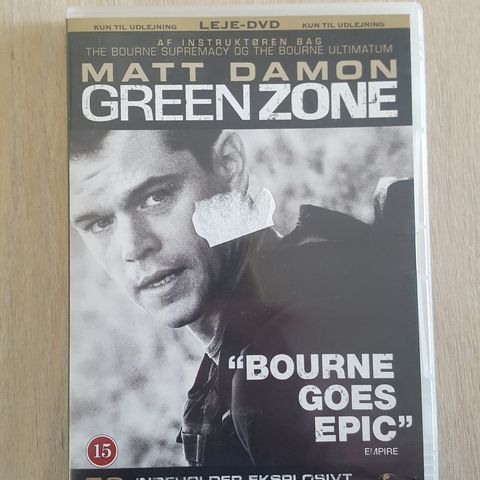 KUN TIL UDLEJNING LEJE-DVD KUN TIL UDLEJNING
AF INSTRUKTØREN BAG
THE BOURNE SUPREMACY OG THE BOURNE ULTIMATUM
MATT DAMON
GREEN ZONE
“BOURNE
GOES
EPIC”
EMPIRE
15
INDEHOLDER EKSPLOSIVT